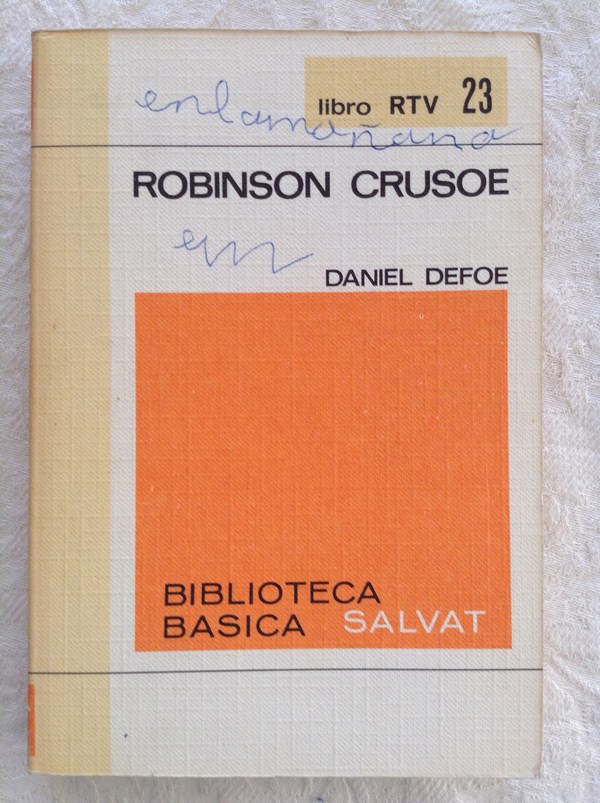 libro RTV 23
en la mañana
ROBINSON CRUSOE
en
DANIEL DEFOE
BIBLIOTECA
BASICA SALVAT